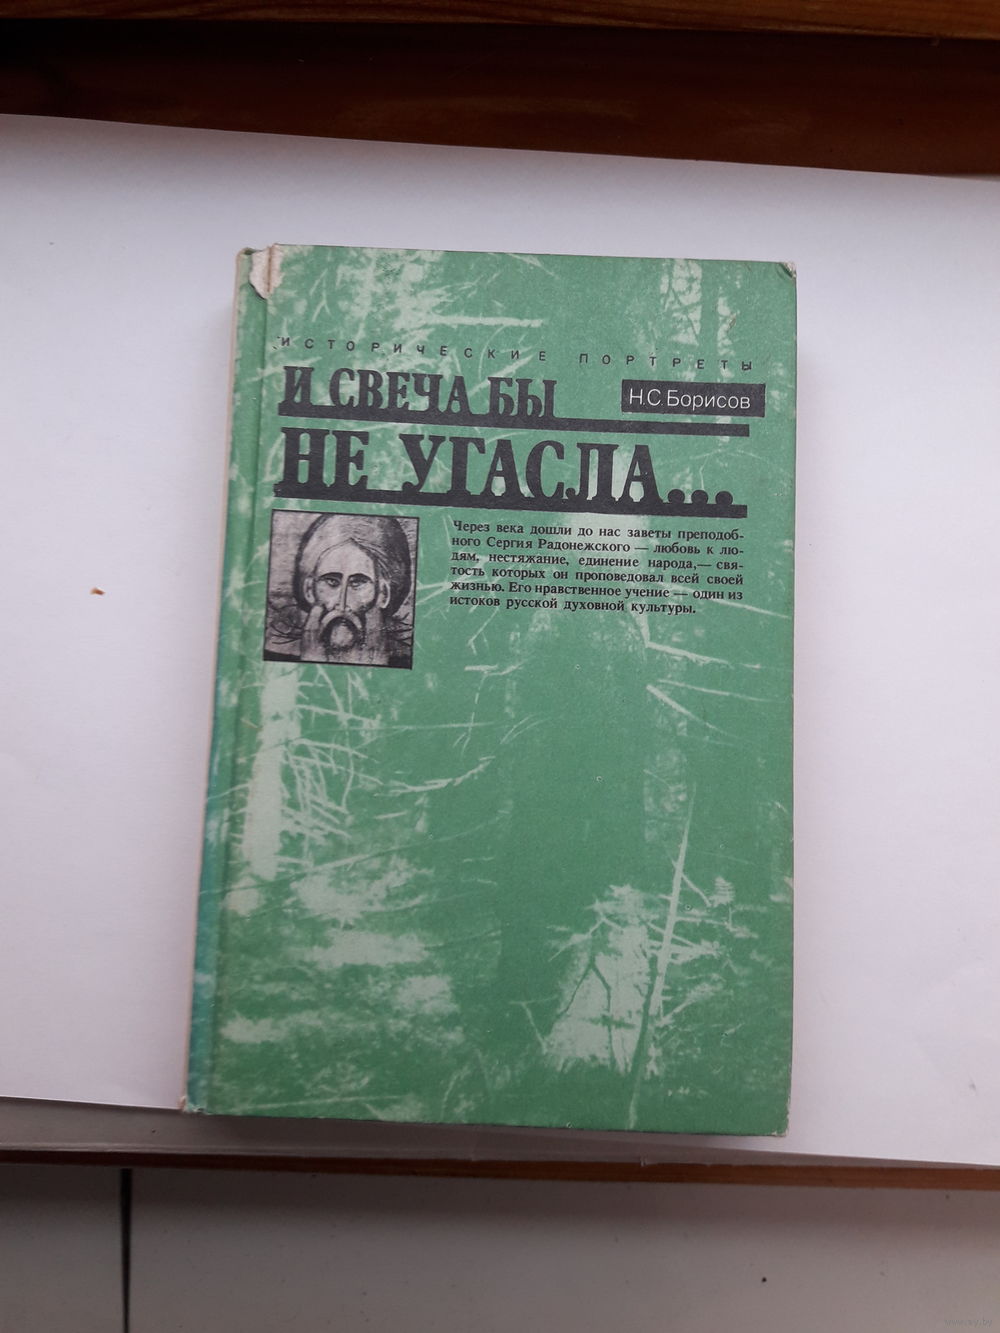 ИСТОРИЧЕСКИЕ ПОРТРЕТЫ
И СВЕЧА БЫ
Н.С.Борисов
НЕ УГАСЛА...
Через века дошли до нас заветы преподоб-
ного Сергия Радонежского — любовь к лю-
дям, нестяжание, единение народа,— свя-
тость которых он проповедовал всей своей
жизнью. Его нравственное учение — один из
истоков русской духовной культуры.